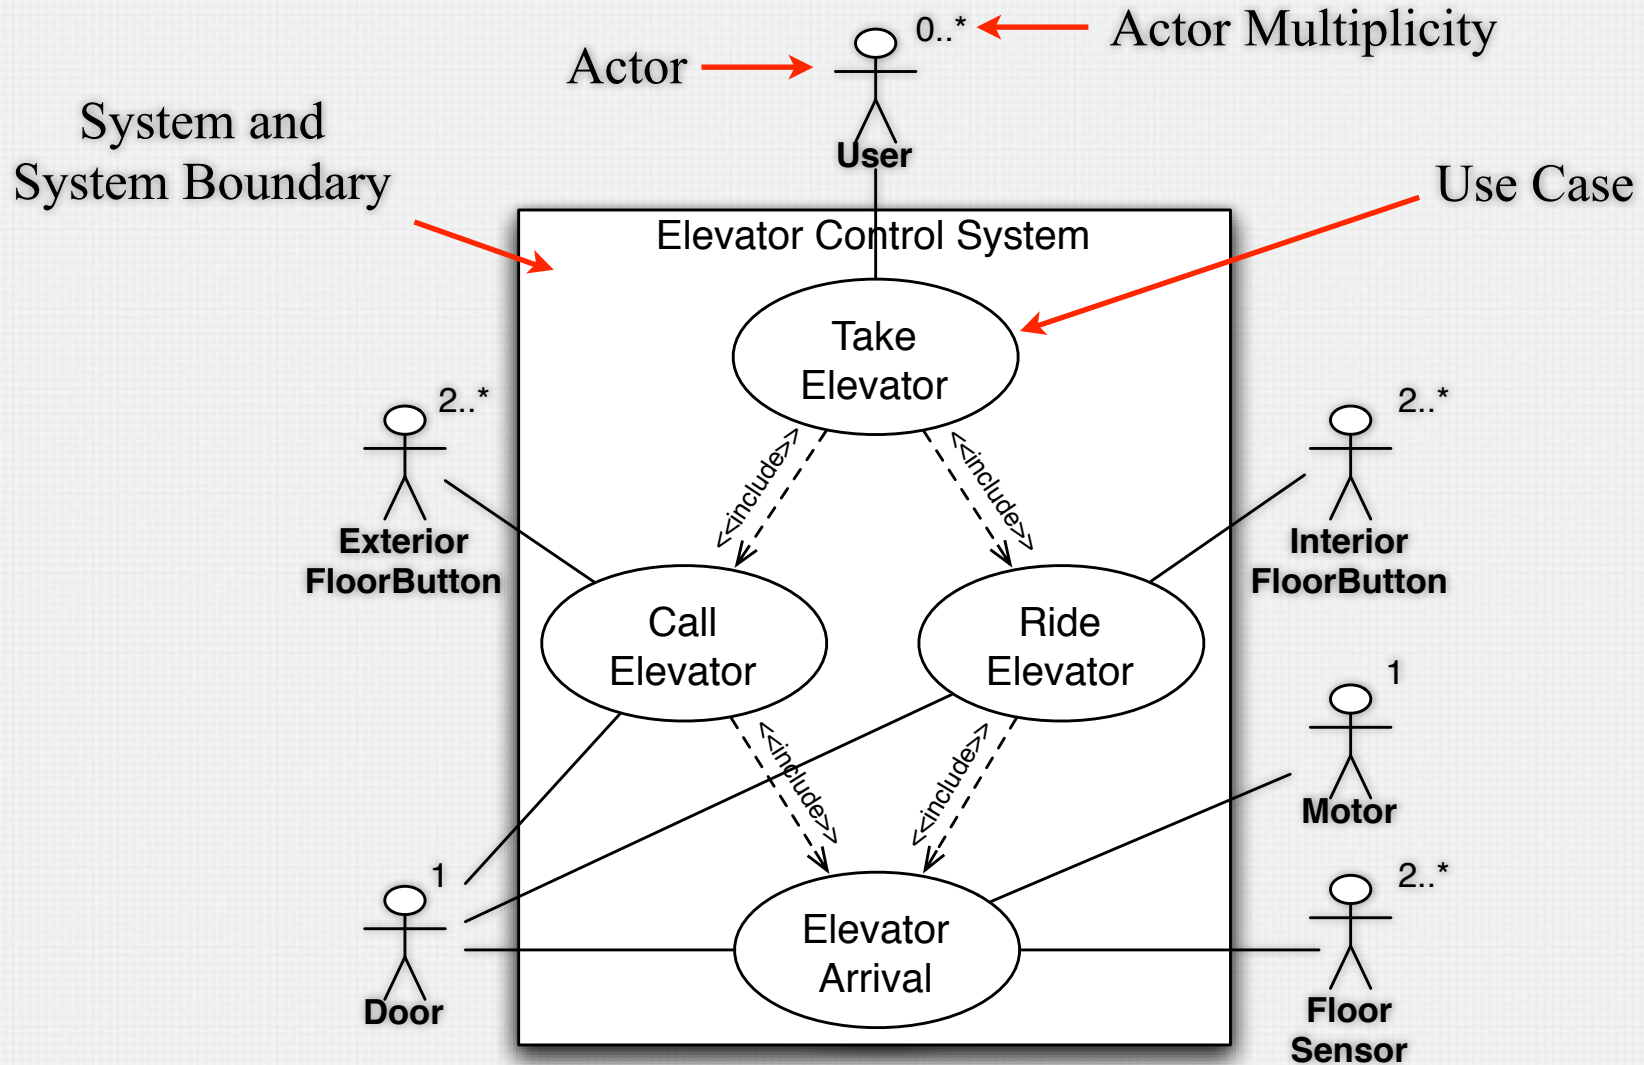 0..*
Actor Multiplicity
Actor
System and
System Boundary
User
Use Case
Elevator Control System
Take
Elevator
2..*
2..*
<<include>>
<<include>>
Exterior
FloorButton
Interior
FloorButton
Call
Elevator
Ride
Elevator
1
Motor
<<include>>
<<include>>
1
2..*
Elevator
Arrival
Door
Floor
Sensor